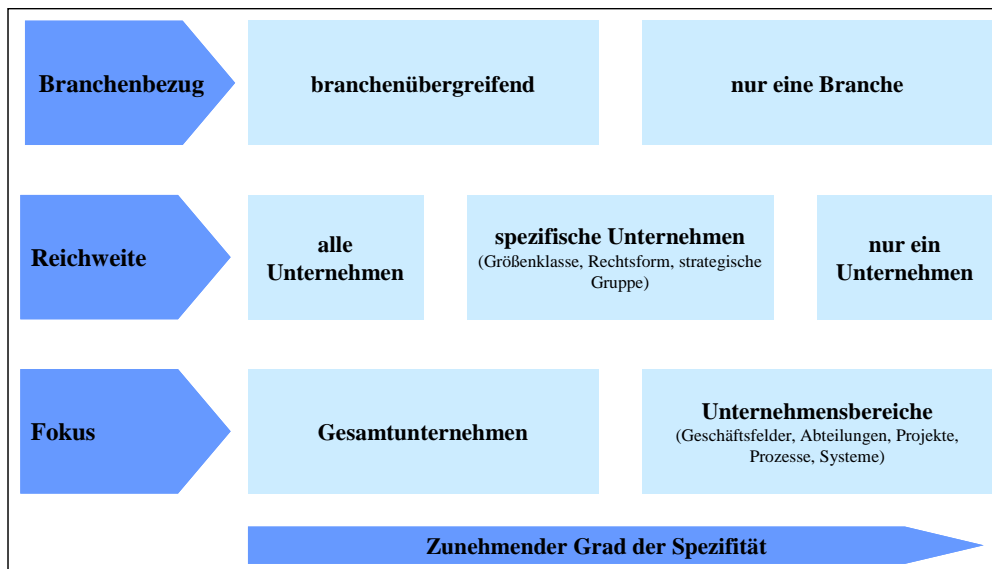 Branchenbezug
branchenübergreifend
nur eine Branche
Reichweite
alle
Unternehmen
spezifische Unternehmen
(Größenklasse, Rechtsform, strategische
Gruppe)
nur ein
Unternehmen
Fokus
Gesamtunternehmen
Unternehmensbereiche
(Geschäftsfelder, Abteilungen, Projekte,
Prozesse, Systeme)
Zunehmender Grad der Spezifität